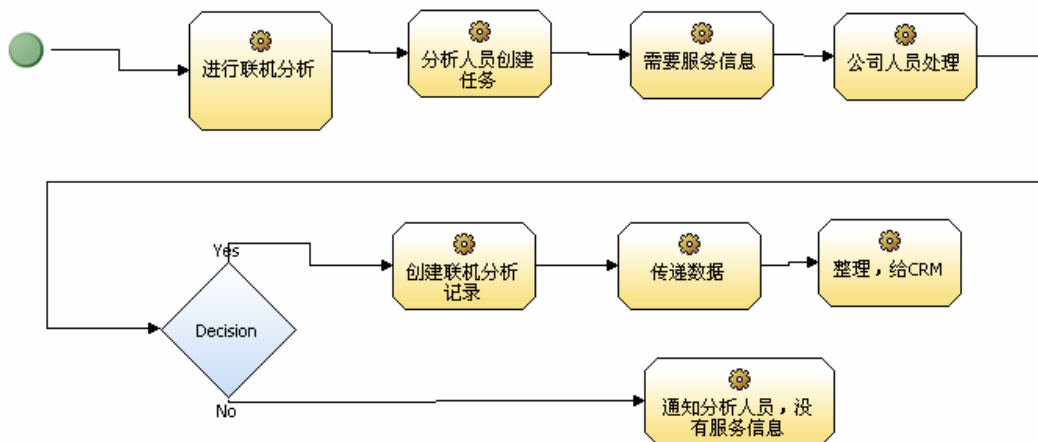 进行联机分析
分析人员创建
任务
需要服务信息
公司人员处理
Yes
创建联机分析
记录
传递数据
整理，给CRM
Decision
No
通知分析人员，没
有服务信息